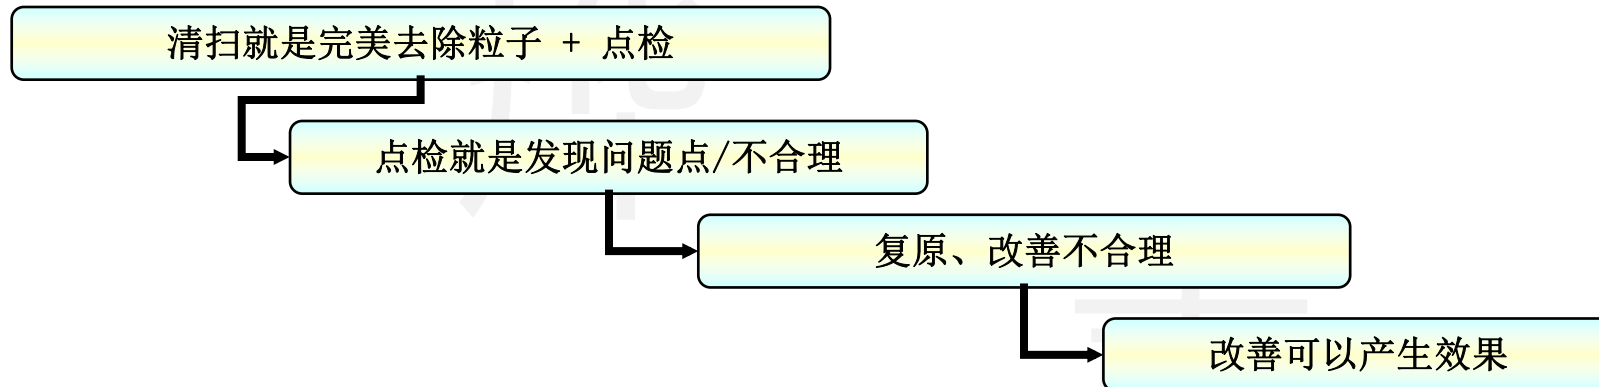 清扫就是完美去除粒子 + 点检
点检就是发现问题点/不合理
复原、改善不合理
改善可以产生效果